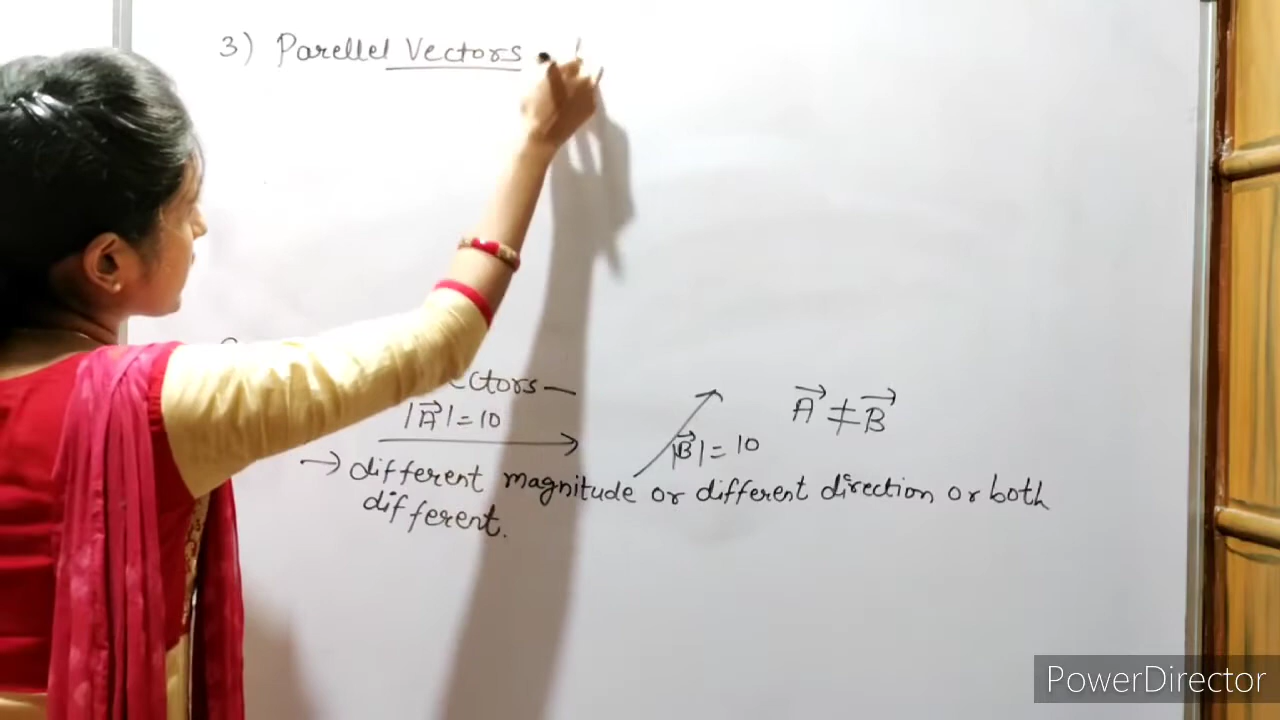 3) Parellel Vectors
ctors —
|A⃗| = 10
A⃗ ≠ B⃗
|B⃗| = 10
→ different magnitude or different direction or both
different.
PowerDirector